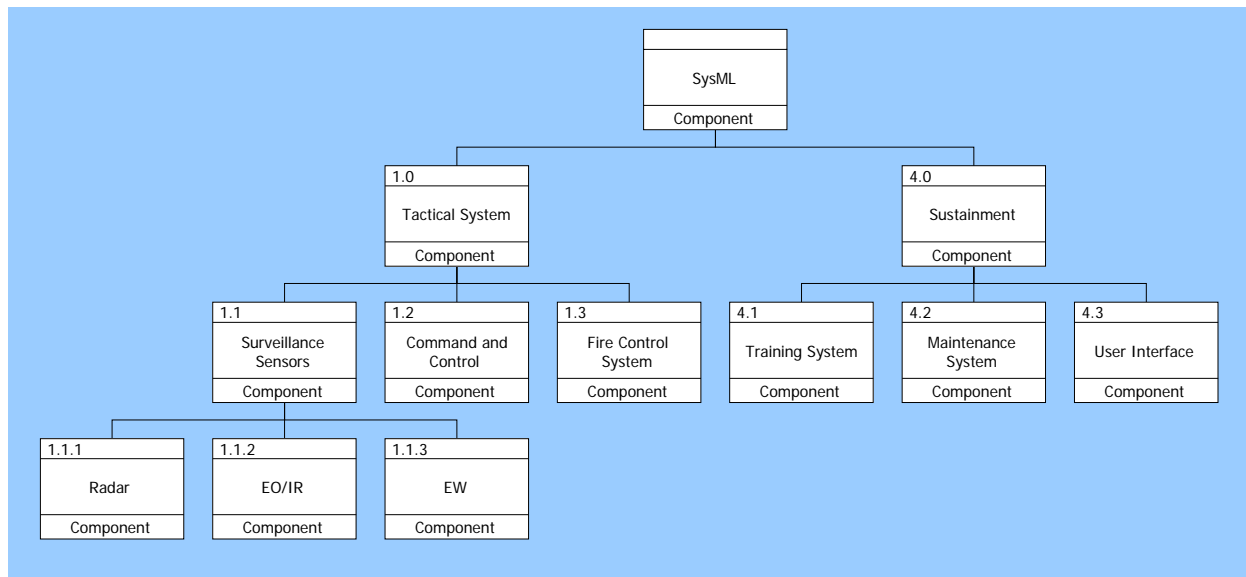 SysML
Component
1.0
Tactical System
Component
4.0
Sustainment
Component
1.1
Surveillance
Sensors
Component
1.2
Command and
Control
Component
1.3
Fire Control
System
Component
4.1
Training System
Component
4.2
Maintenance
System
Component
4.3
User Interface
Component
1.1.1
Radar
Component
1.1.2
EO/IR
Component
1.1.3
EW
Component